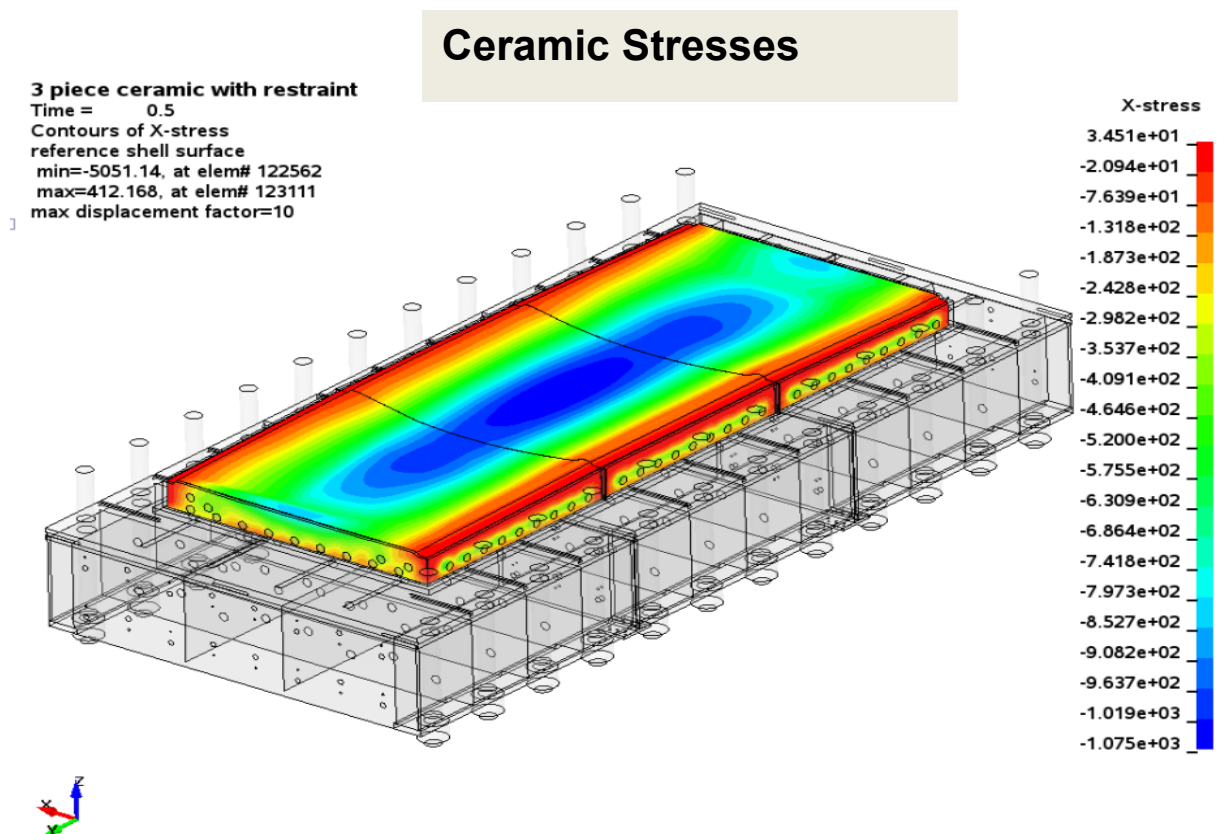 Ceramic Stresses
3 piece ceramic with restraint
Time = 0.5
Contours of X-stress
reference shell surface
min=-5051.14, at elem# 122562
max=412.168, at elem# 123111
max displacement factor=10
X-stress
3.451e+01
-2.094e+01
-7.639e+01
-1.318e+02
-1.873e+02
-2.428e+02
-2.982e+02
-3.537e+02
-4.091e+02
-4.646e+02
-5.200e+02
-5.755e+02
-6.309e+02
-6.864e+02
-7.418e+02
-7.973e+02
-8.527e+02
-9.082e+02
-9.637e+02
-1.019e+03
-1.075e+03
Z
X
Y